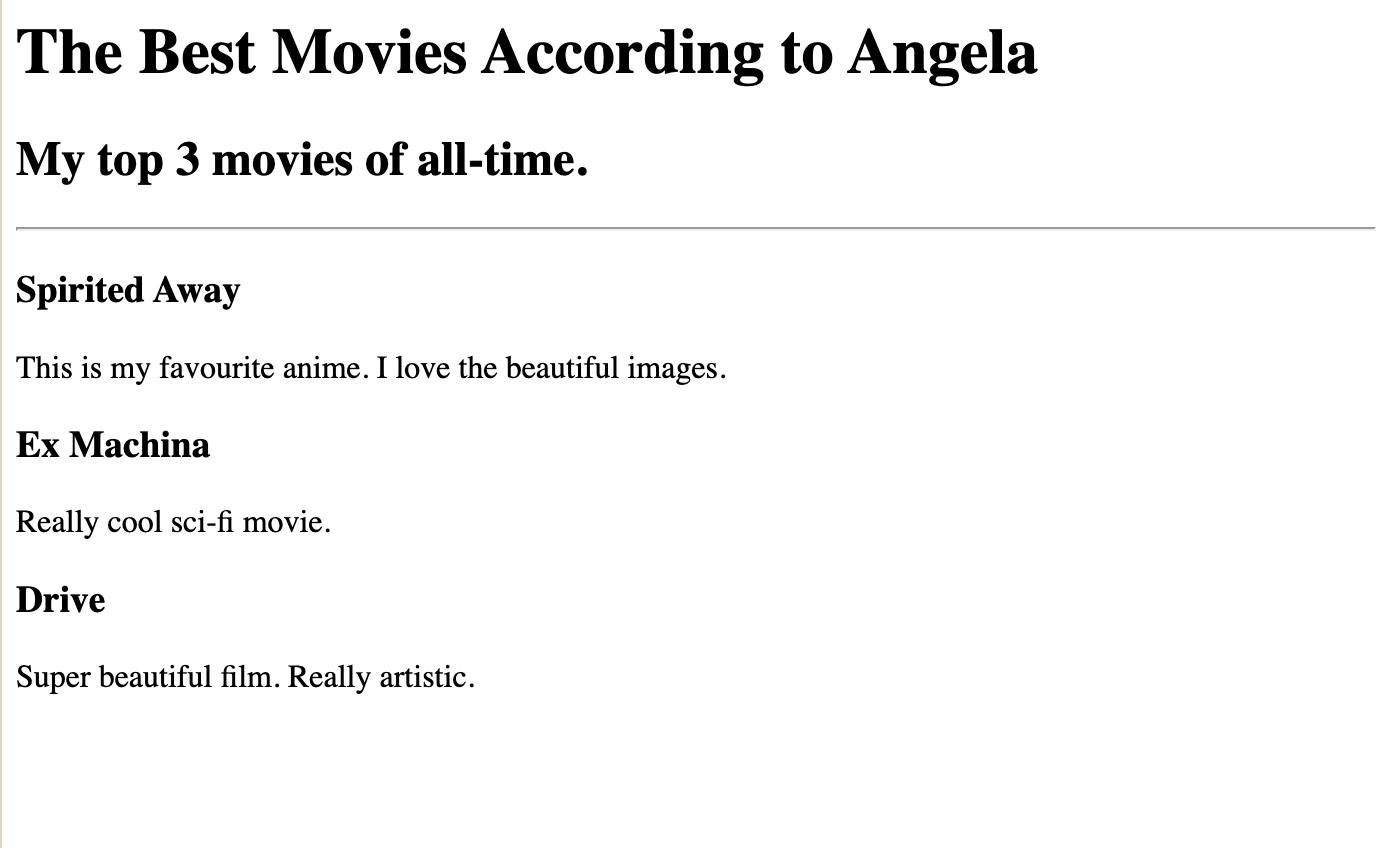 The Best Movies According to Angela
My top 3 movies of all-time.
Spirited Away
This is my favourite anime. I love the beautiful images.
Ex Machina
Really cool sci-fi movie.
Drive
Super beautiful film. Really artistic.